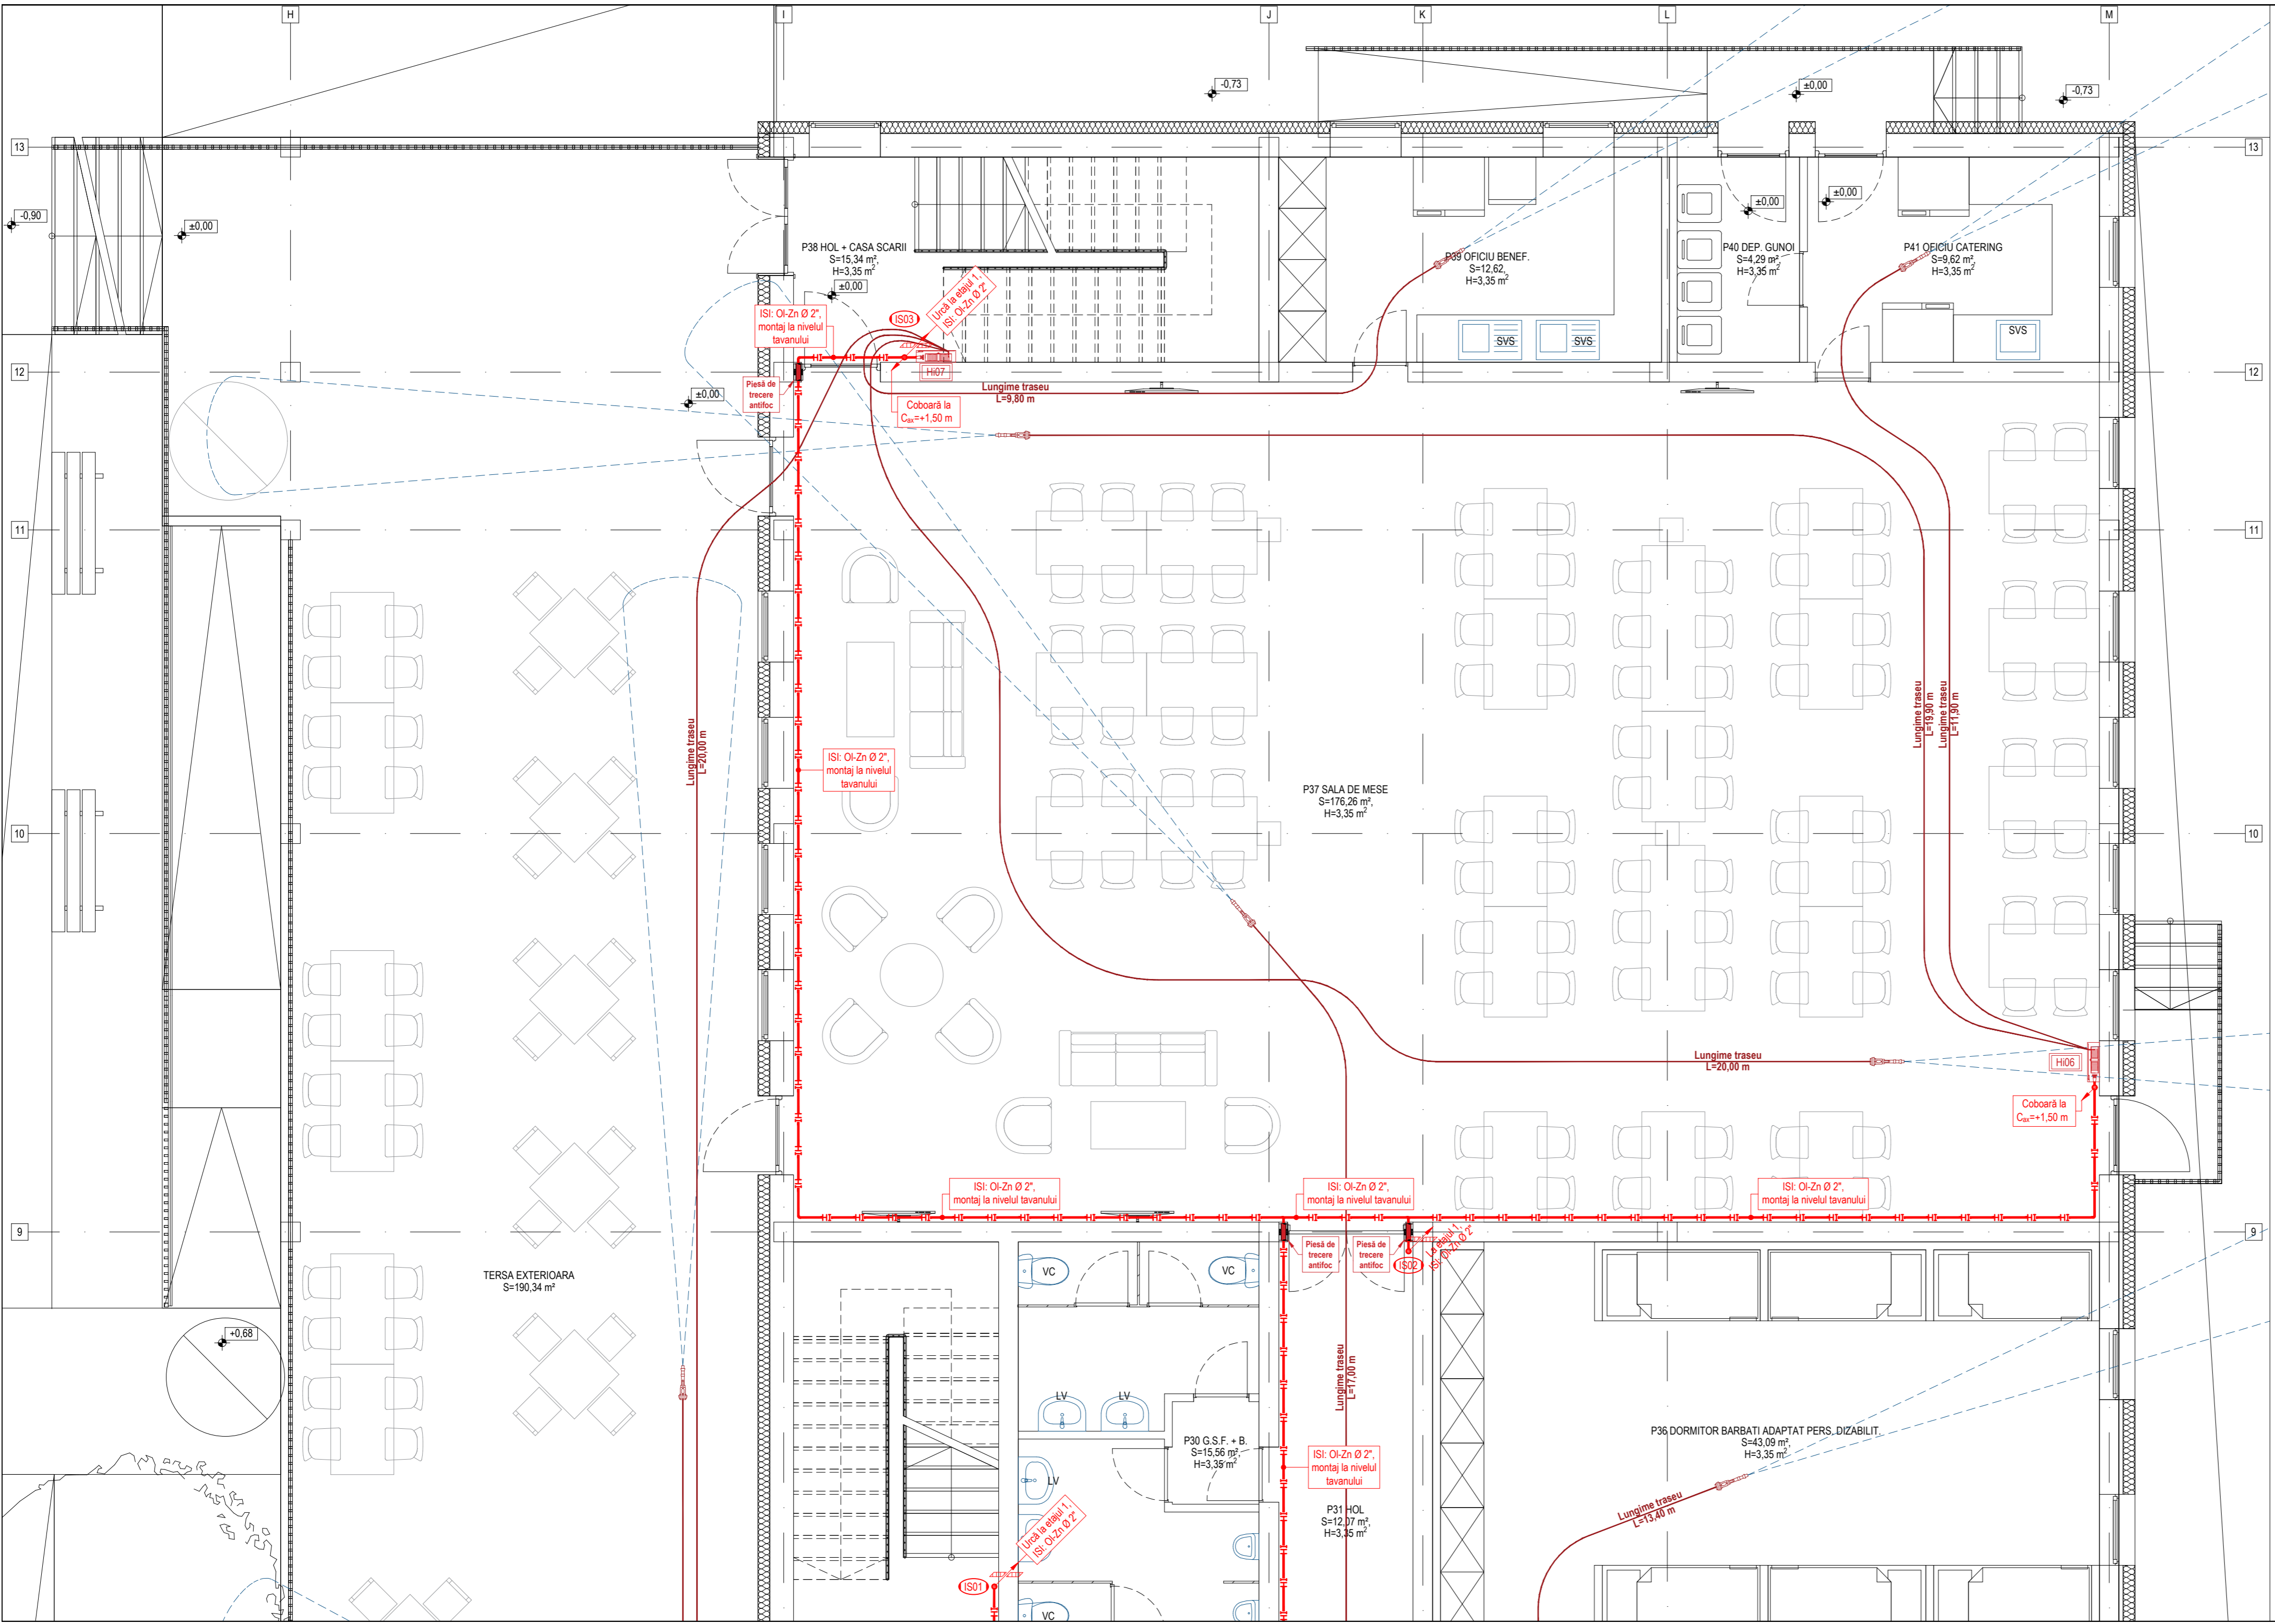 H
I
J
K
L
M
-0,73
±0,00
-0,73
13
13
-0,90
±0,00
±0,00
±0,00
P38 HOL + CASA SCARII
S=15,34 m²,
H=3,35 m²
±0,00
P39 OFICIU BENEF.
S=12,62,
H=3,35 m²
P40 DEP. GUNOI
S=4,29 m²,
H=3,35 m²
P41 OFICIU CATERING
S=9,62 m²,
H=3,35 m²
ISI: Ol-Zn Ø 2",
montaj la nivelul
tavanului
IS03
Urcă la etajul 1,
ISI: Ol-Zn Ø 2"
SVS
SVS
SVS
12
Hi07
12
Piesă de
trecere
antifoc
±0,00
Coboară la
Cax=+1,50 m
Lungime traseu
L=9,80 m
11
11
Lungime traseu
L=20,00 m
Lungime traseu
L=19,90 m
Lungime traseu
L=11,90 m
ISI: Ol-Zn Ø 2",
montaj la nivelul
tavanului
P37 SALA DE MESE
S=176,26 m²,
H=3,35 m²
10
10
Lungime traseu
L=20,00 m
Hi06
Coboară la
Cax=+1,50 m
ISI: Ol-Zn Ø 2",
montaj la nivelul tavanului
ISI: Ol-Zn Ø 2",
montaj la nivelul tavanului
ISI: Ol-Zn Ø 2",
montaj la nivelul tavanului
9
9
Piesă de
trecere
antifoc
Piesă de
trecere
antifoc
IS02
La etajul 1,
ISI: Ol-Zn Ø 2"
TERSA EXTERIOARA
S=190,34 m²
VC
VC
+0,68
LV
LV
Lungime traseu
L=17,00 m
P30 G.S.F. + B.
S=15,56 m²,
H=3,35 m²
P36 DORMITOR BARBATI ADAPTAT PERS. DIZABILIT.
S=43,09 m²,
H=3,35 m²
ISI: Ol-Zn Ø 2",
montaj la nivelul
tavanului
LV
Lungime traseu
L=13,40 m
P31 HOL
S=12,07 m²,
H=3,35 m²
Urcă la etajul 1,
ISI: Ol-Zn Ø 2"
IS01
VC